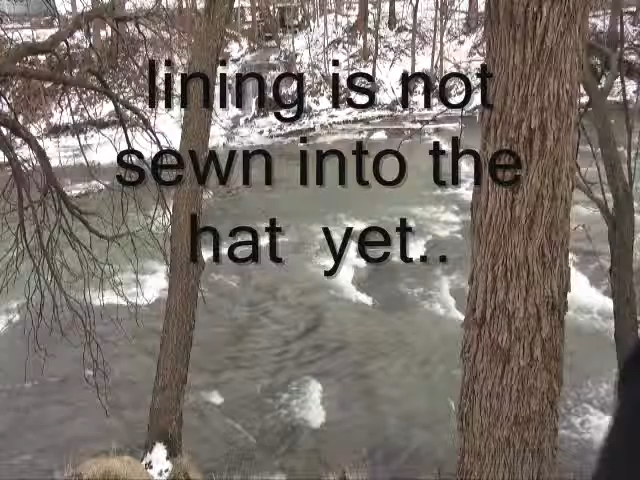 lining is not
sewn into the
hat  yet..